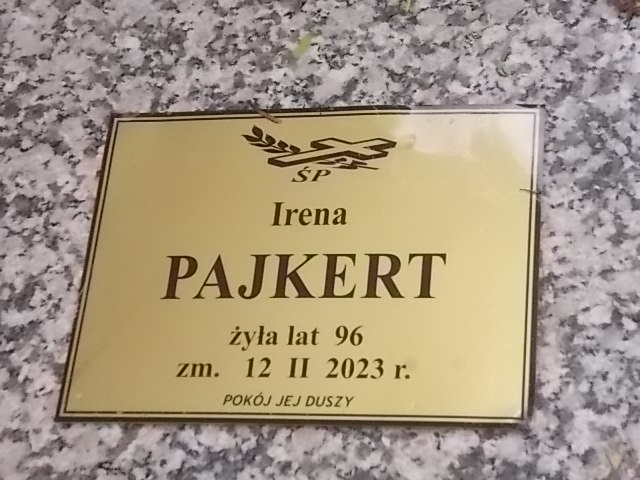 ŚP
Irena
PAJKERT
żyła lat 96
zm. 12 II 2023 r.
POKÓJ JEJ DUSZY